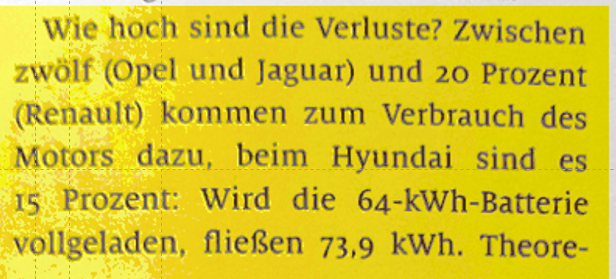 Wie hoch sind die Verluste? Zwischen
zwölf (Opel und Jaguar) und 20 Prozent
(Renault) kommen zum Verbrauch des
Motors dazu, beim Hyundai sind es
15 Prozent: Wird die 64-kWh-Batterie
vollgeladen, fließen 73,9 kWh. Theore-